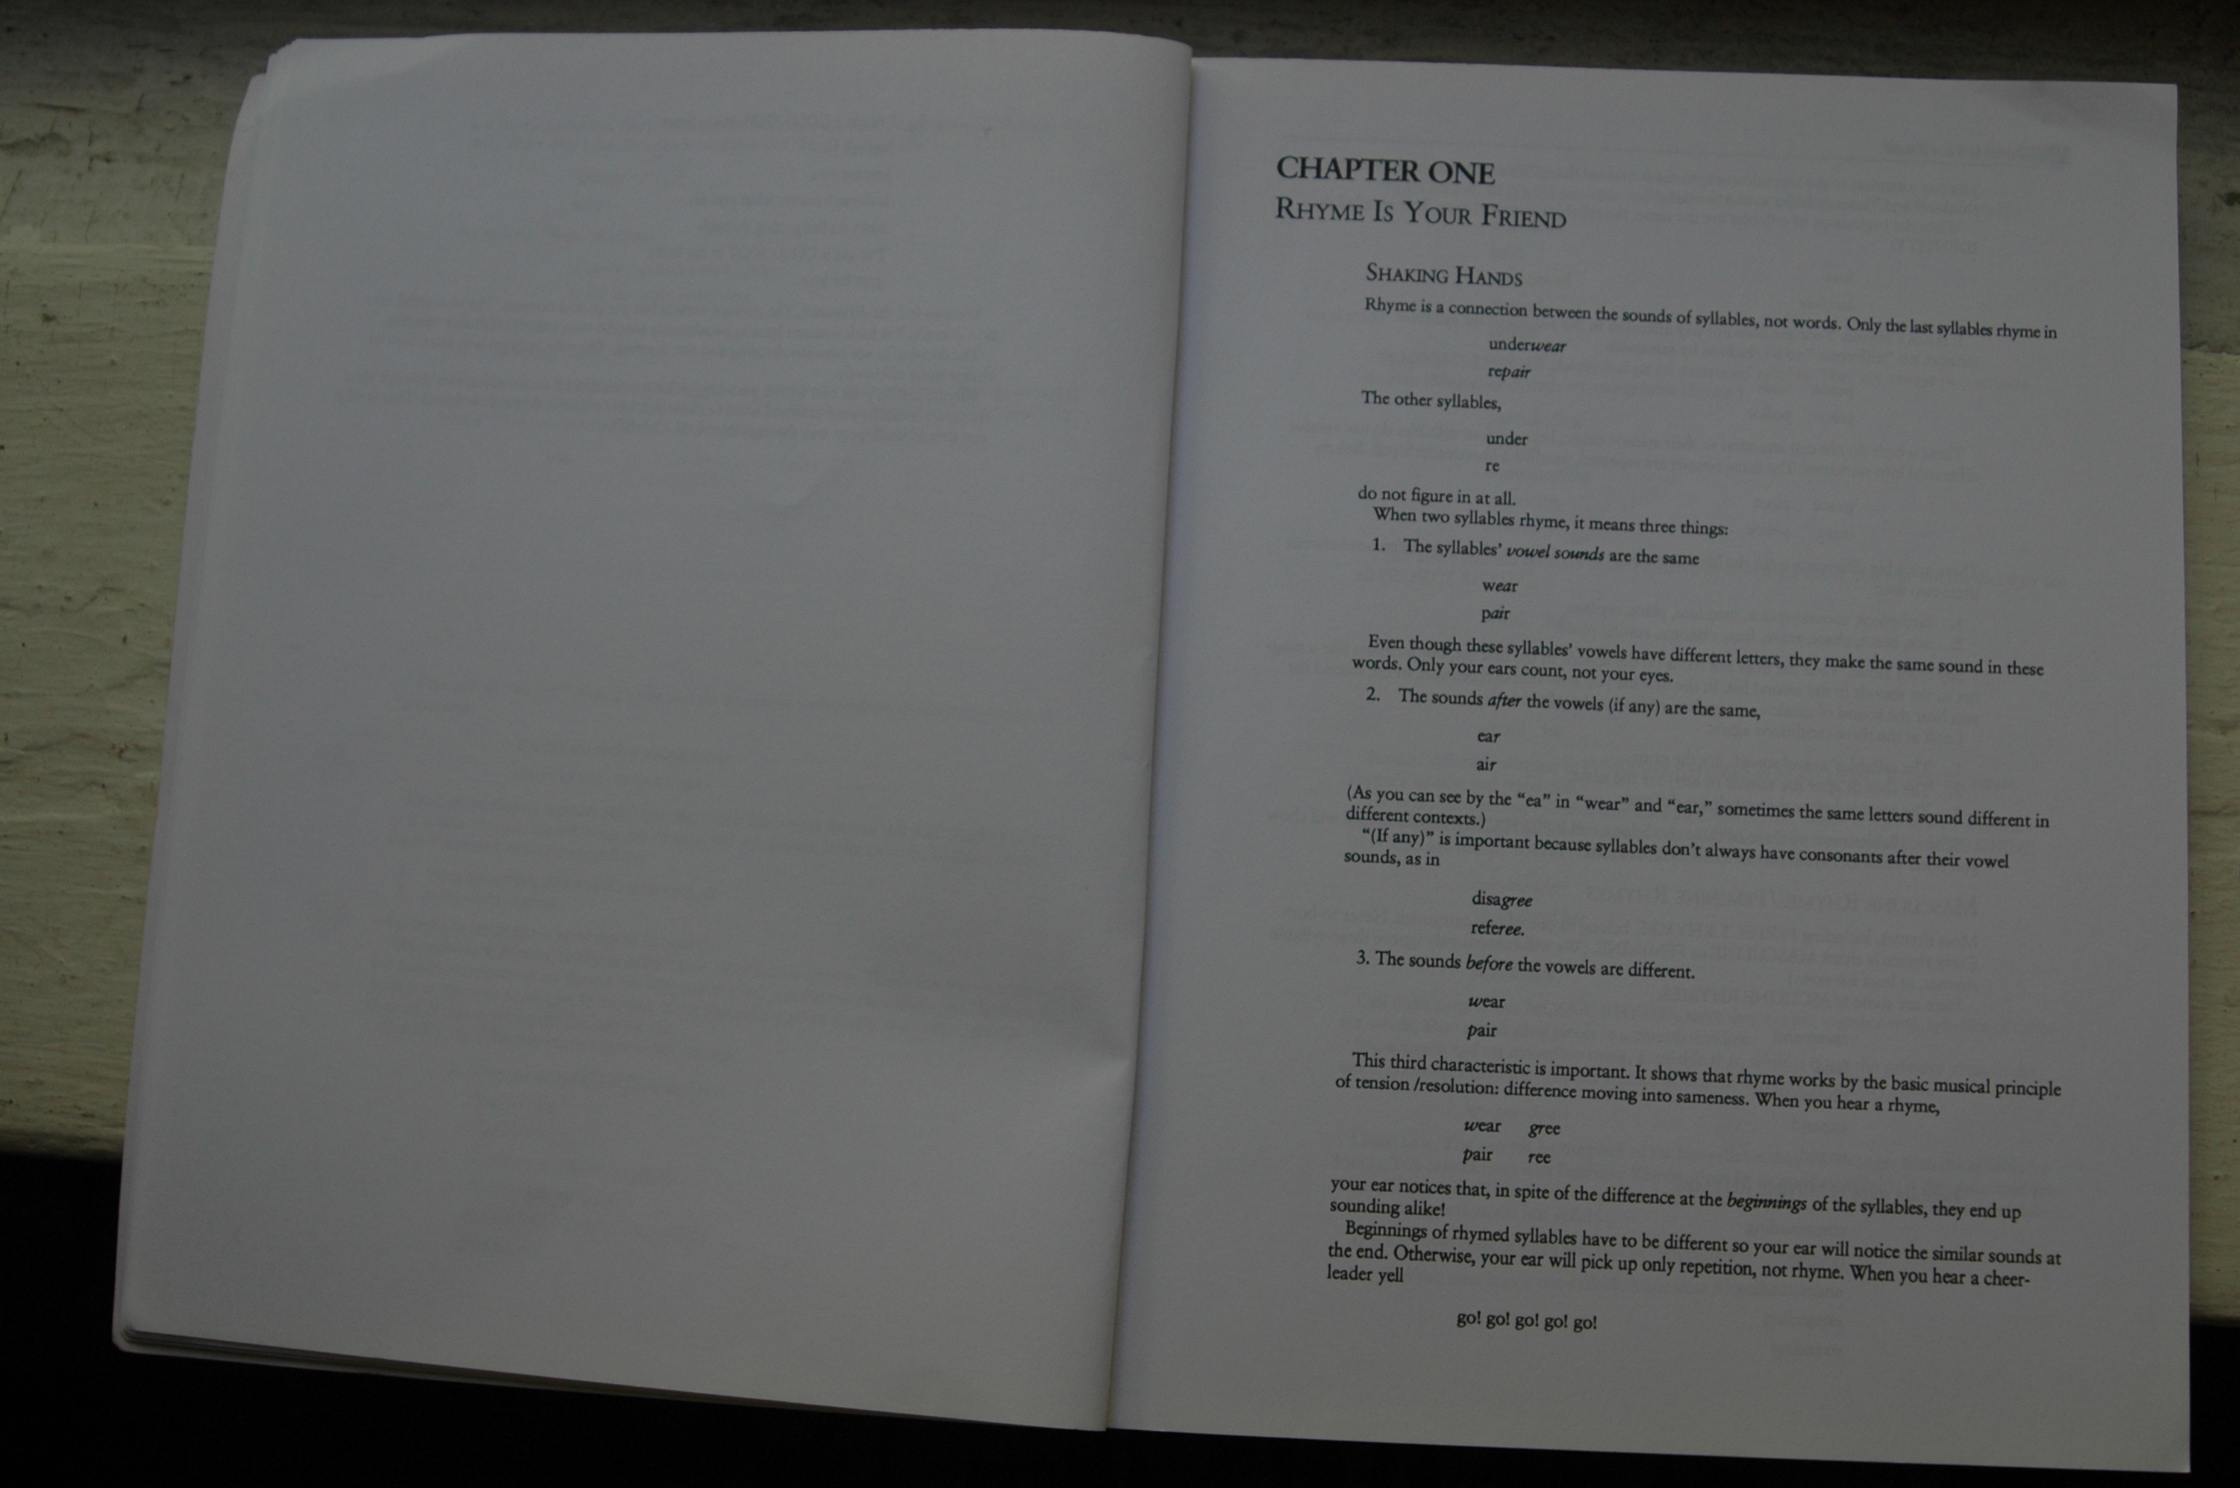 CHAPTER ONE
RHYME IS YOUR FRIEND
SHAKING HANDS
Rhyme is a connection between the sounds of syllables, not words. Only the last syllables rhyme in
underwear
repair
The other syllables,
under
re
do not figure in at all.
When two syllables rhyme, it means three things:
1. The syllables' vowel sounds are the same
wear
pair
Even though these syllables' vowels have different letters, they make the same sound in these
words. Only your ears count, not your eyes.
2. The sounds after the vowels (if any) are the same,
ear
air
(As you can see by the “ea” in “wear” and “ear,” sometimes the same letters sound different in
different contexts.)
“(If any)” is important because syllables don't always have consonants after their vowel
sounds, as in
disagree
referee.
3. The sounds before the vowels are different.
wear
pair
This third characteristic is important. It shows that rhyme works by the basic musical principle
of tension /resolution: difference moving into sameness. When you hear a rhyme,
wear gree
pair ree
your ear notices that, in spite of the difference at the beginnings of the syllables, they end up
sounding alike!
Beginnings of rhymed syllables have to be different so your ear will notice the similar sounds at
the end. Otherwise, your ear will pick up only repetition, not rhyme. When you hear a cheer-
leader yell
go! go! go! go! go!